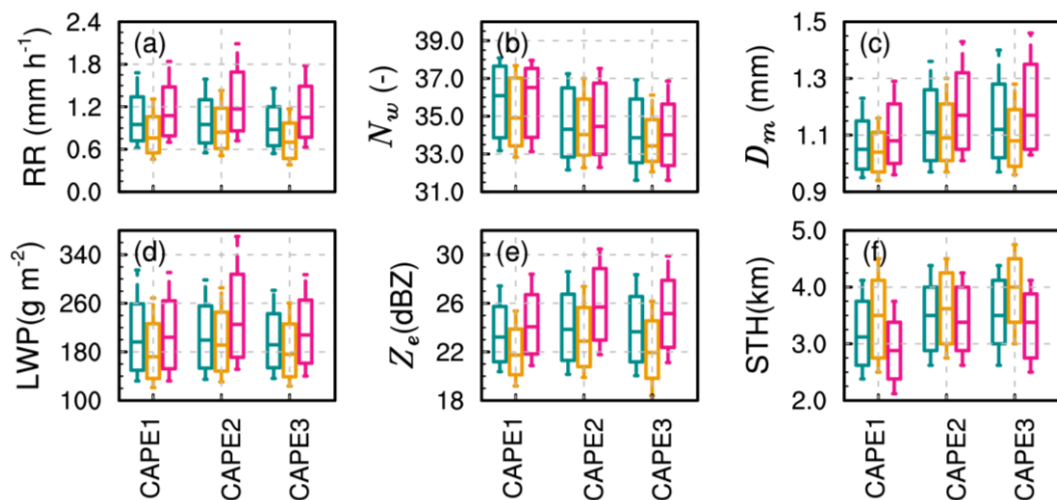 RR (mm h⁻¹)
2.4
1.8
1.2
0.6
0.0
(a)
N_w (-)
39.0
37.0
35.0
33.0
31.0
(b)
D_m (mm)
1.5
1.3
1.1
0.9
(c)
LWP(g m⁻²)
340
260
180
100
(d)
CAPE1
CAPE2
CAPE3
Z_e(dBZ)
30
26
22
18
(e)
CAPE1
CAPE2
CAPE3
STH(km)
5.0
4.0
3.0
2.0
(f)
CAPE1
CAPE2
CAPE3